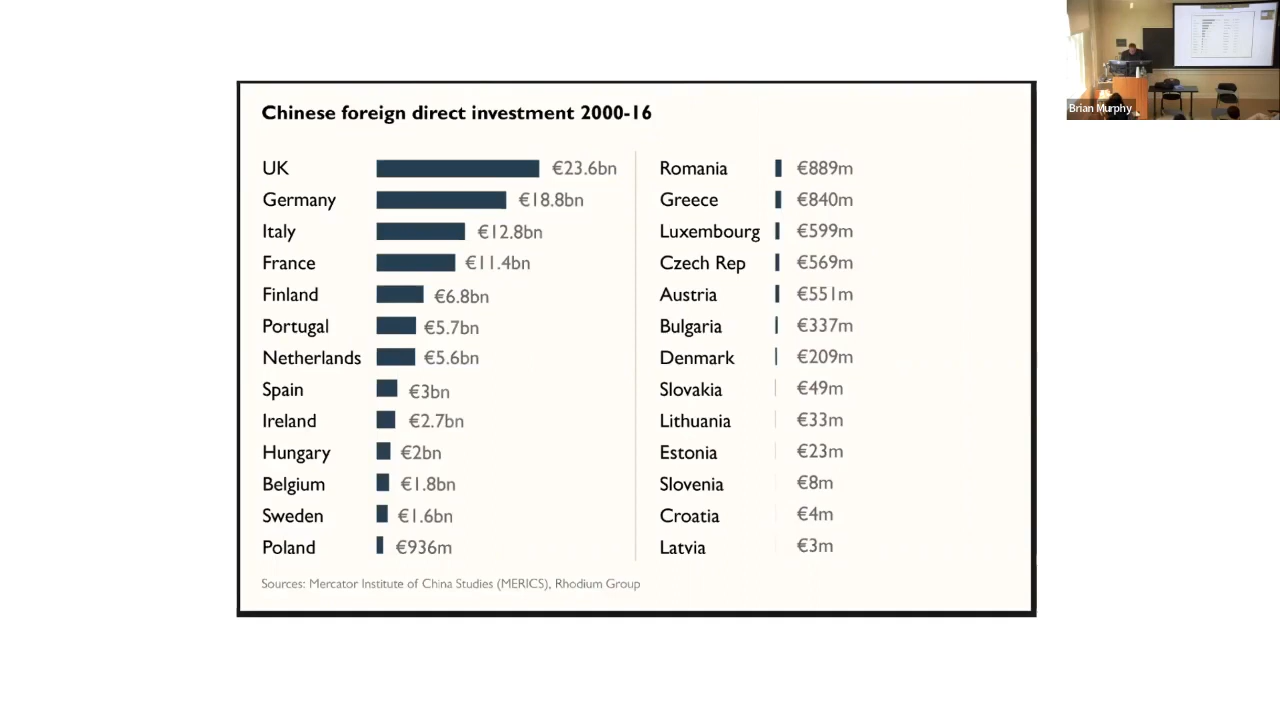 Chinese foreign direct investment 2000-16
UK €23.6bn
Germany €18.8bn
Italy €12.8bn
France €11.4bn
Finland €6.8bn
Portugal €5.7bn
Netherlands €5.6bn
Spain €3bn
Ireland €2.7bn
Hungary €2bn
Belgium €1.8bn
Sweden €1.6bn
Poland €936m
Romania €889m
Greece €840m
Luxembourg €599m
Czech Rep €569m
Austria €551m
Bulgaria €337m
Denmark €209m
Slovakia €49m
Lithuania €33m
Estonia €23m
Slovenia €8m
Croatia €4m
Latvia €3m
Sources: Mercator Institute of China Studies (MERICS), Rhodium Group
Brian Murphy